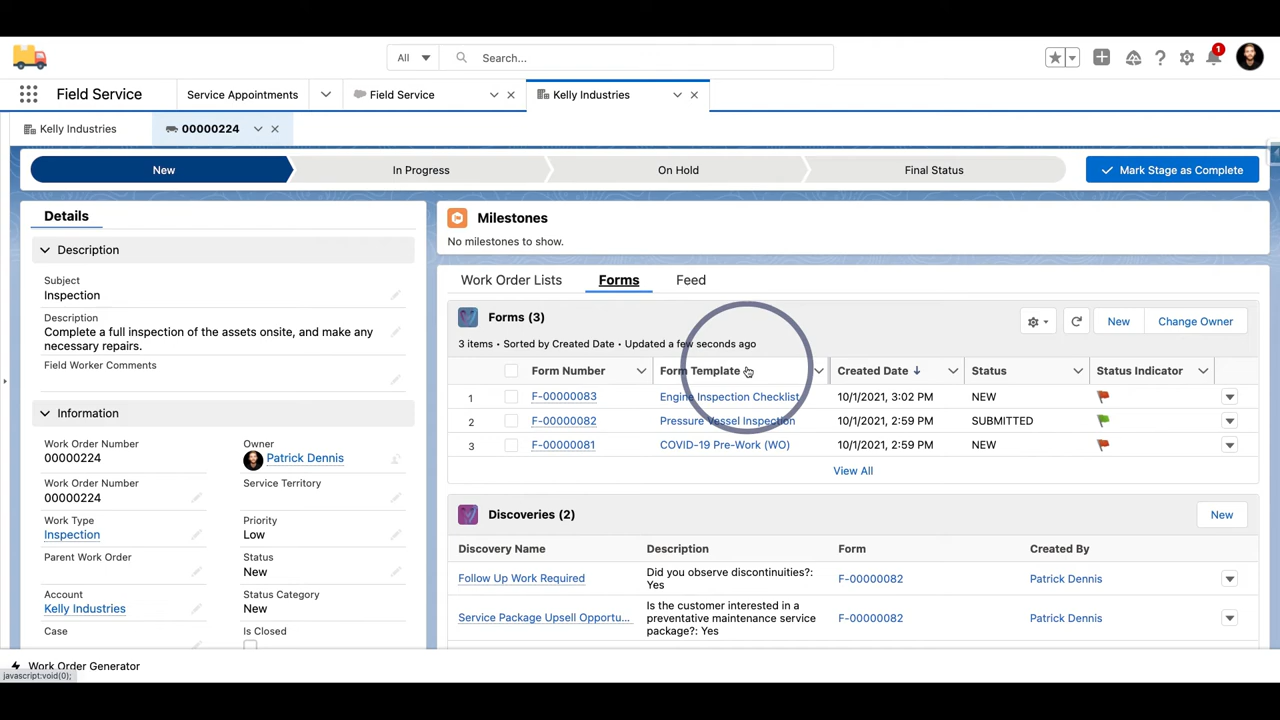 All
Search...
1
Field Service
Service Appointments
Field Service
Kelly Industries
Kelly Industries
00000224
New
In Progress
On Hold
Final Status
Mark Stage as Complete
Details
Description
Subject
Inspection
Description
Complete a full inspection of the assets onsite, and make any
necessary repairs.
Field Worker Comments
Information
Work Order Number
00000224
Owner
Patrick Dennis
Work Order Number
00000224
Service Territory
Work Type
Inspection
Priority
Low
Parent Work Order
Status
New
Account
Kelly Industries
Status Category
New
Case
Is Closed
Milestones
No milestones to show.
Work Order Lists
Forms
Feed
Forms (3)
New
Change Owner
3 items • Sorted by Created Date • Updated a few seconds ago
Form Number Form Template Created Date Status Status Indicator
1 F-00000083 Engine Inspection Checklist 10/1/2021, 3:02 PM NEW
2 F-00000082 Pressure Vessel Inspection 10/1/2021, 2:59 PM SUBMITTED
3 F-00000081 COVID-19 Pre-Work (WO) 10/1/2021, 2:59 PM NEW
View All
Discoveries (2)
New
Discovery Name Description Form Created By
Follow Up Work Required
Did you observe discontinuities?:
Yes
F-00000082
Patrick Dennis
Service Package Upsell Opportu...
Is the customer interested in a
preventative maintenance service
package?: Yes
F-00000082
Patrick Dennis
Work Order Generator
javascript:void(0);